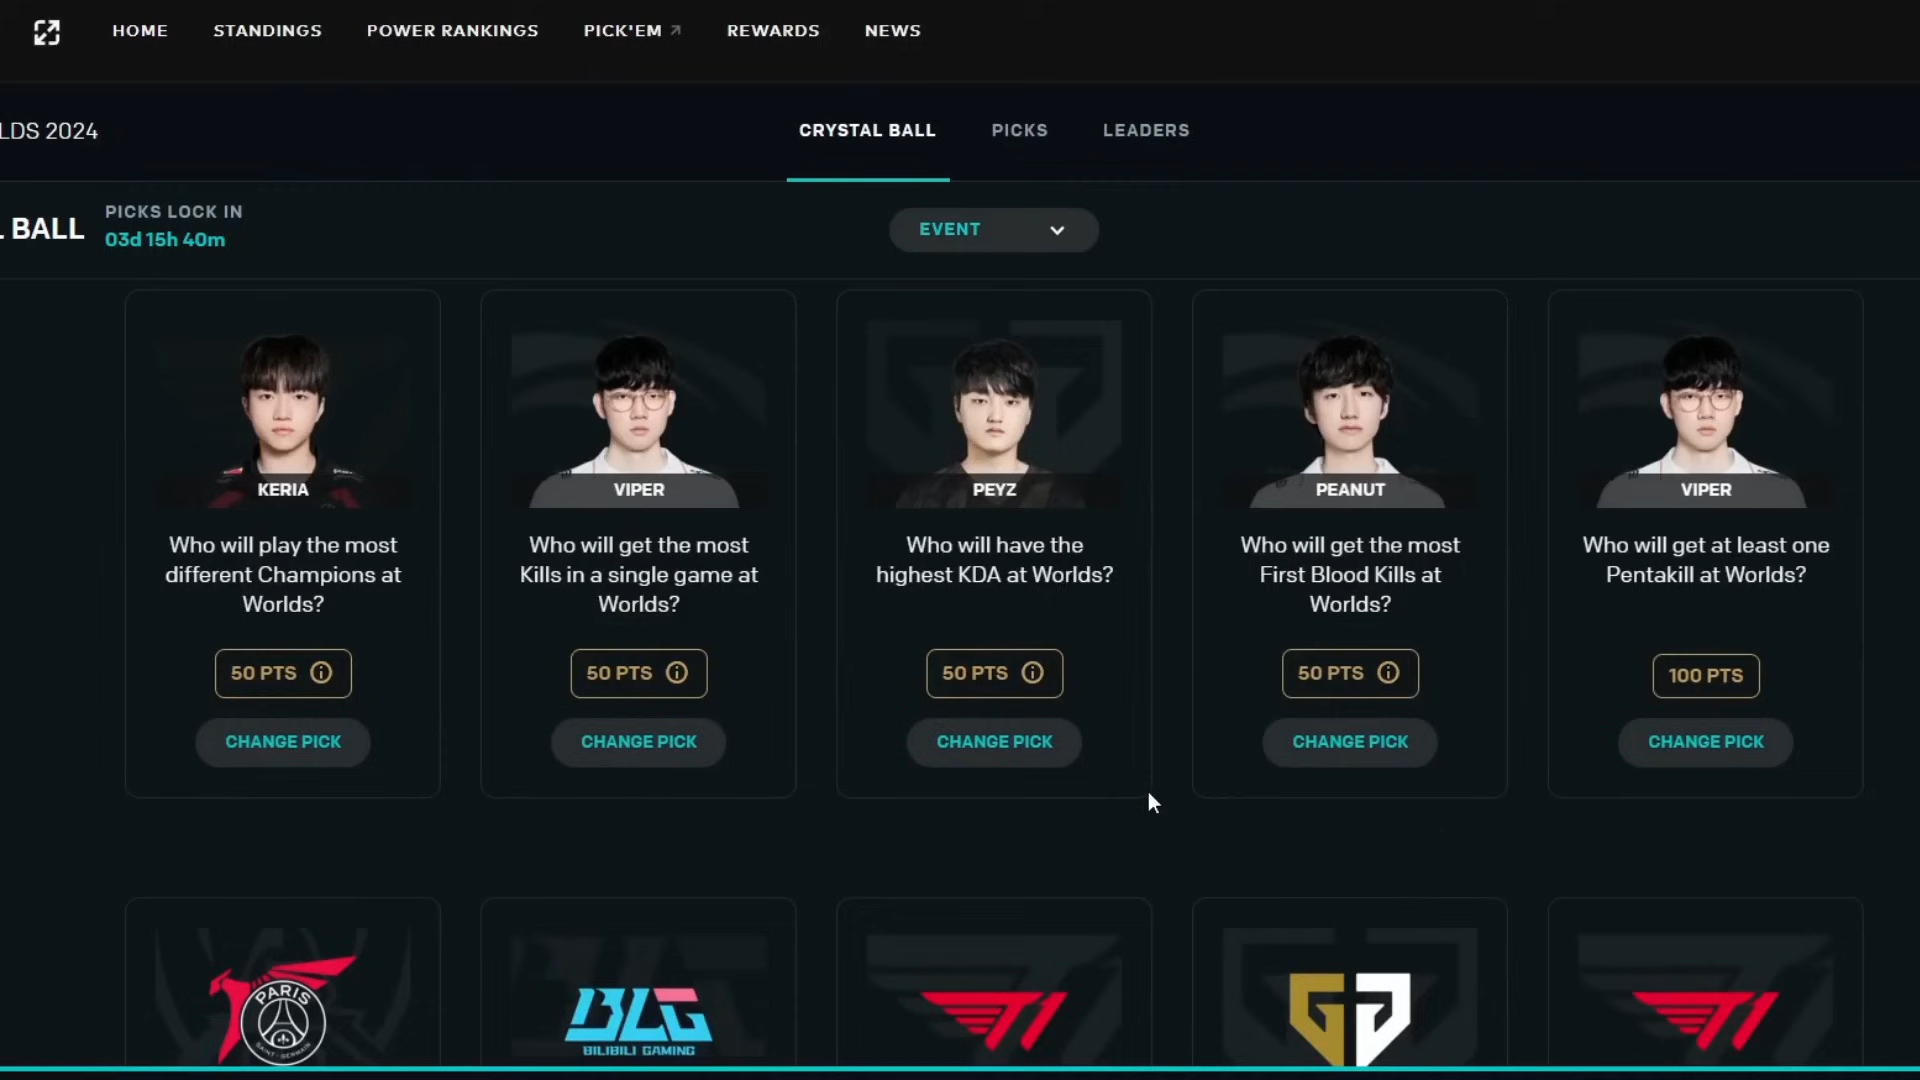 HOME STANDINGS POWER RANKINGS PICK'EM REWARDS NEWS
LDS 2024 CRYSTAL BALL PICKS LEADERS
L BALL
PICKS LOCK IN
03d 15h 40m
EVENT
KERIA
Who will play the most
different Champions at
Worlds?
50 PTS
CHANGE PICK
VIPER
Who will get the most
Kills in a single game at
Worlds?
50 PTS
CHANGE PICK
PEYZ
Who will have the
highest KDA at Worlds?
50 PTS
CHANGE PICK
PEANUT
Who will get the most
First Blood Kills at
Worlds?
50 PTS
CHANGE PICK
VIPER
Who will get at least one
Pentakill at Worlds?
100 PTS
CHANGE PICK
PARIS
SAINT-GERMAIN
BLG
BILIBILI GAMING
T1
GG
T1